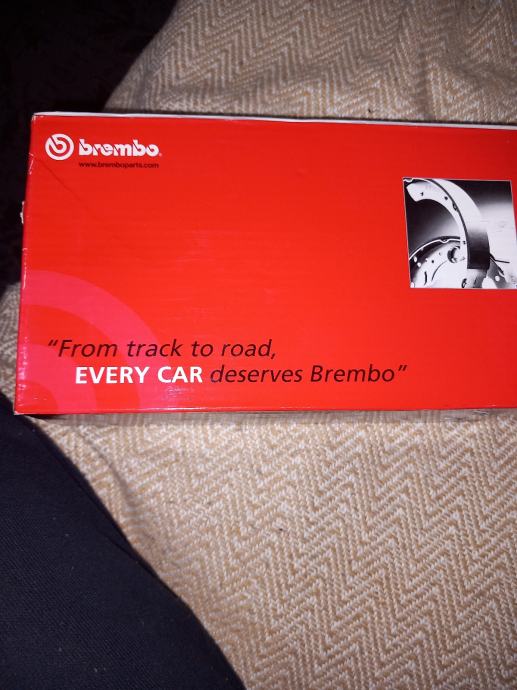 brembo
www.bremboparts.com
“From track to road,
EVERY CAR deserves Brembo”